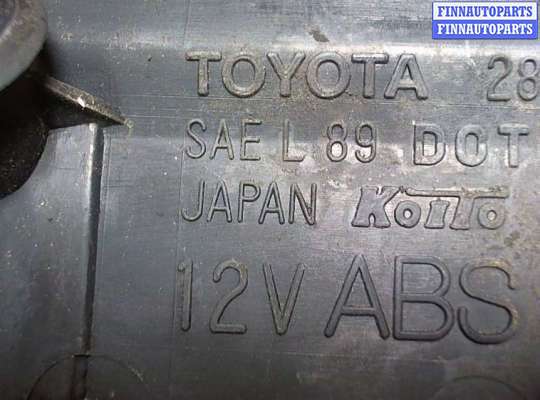 FINNAUTOPARTS
FINNAUTOPARTS
TOYOTA 28
SAE L 89 DOT
JAPAN KOITO
12V ABS